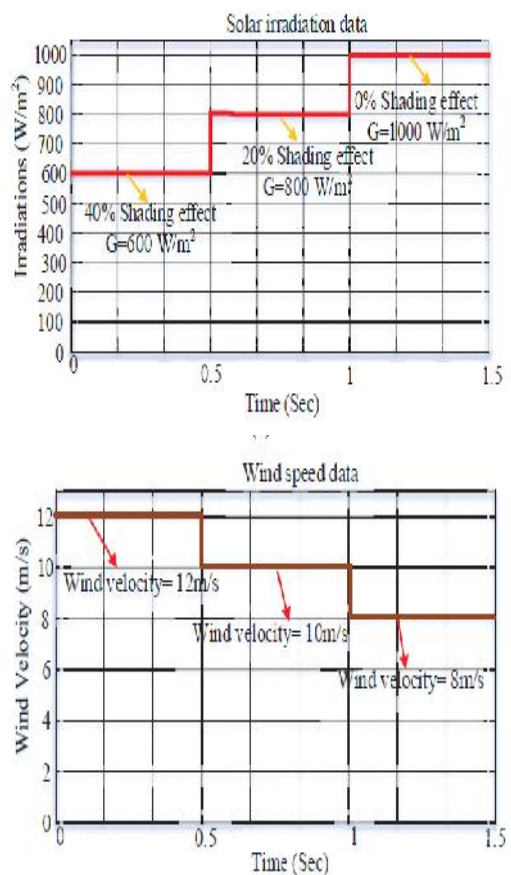 Solar irradiation data
1000
900
800
700
600
500
400
300
200
100
0
Irradiations (W/m²)
0% Shading effect
G=1000 W/m²
20% Shading effect
G=800 W/m²
40% Shading effect
G=600 W/m²
0.5
1
1.5
Time (Sec)
Wind speed data
12
10
8
6
4
2
0
Wind Velocity (m/s)
Wind velocity= 12m/s
Wind velocity= 10m/s
Wind velocity= 8m/s
0
0.5
1
1.5
Time (Sec)